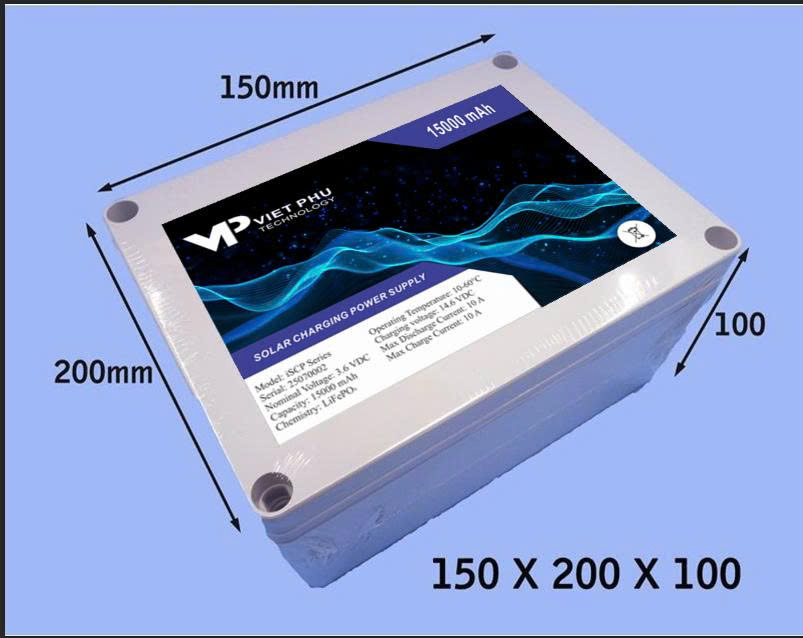 150mm
15000 mAh
VP VIET PHU
TECHNOLOGY
SOLAR CHARGING POWER SUPPLY
Model: iSCP Series
Serial: 25070002
Nominal Voltage: 3.6 VDC
Capacity: 15000 mAh
Chemistry: LiFePO₄
Operating Temperature: 10-60°C
Charging voltage: 14.6 VDC
Max Discharge Current: 10 A
Max Charge Current: 10 A
200mm
100
150 X 200 X 100